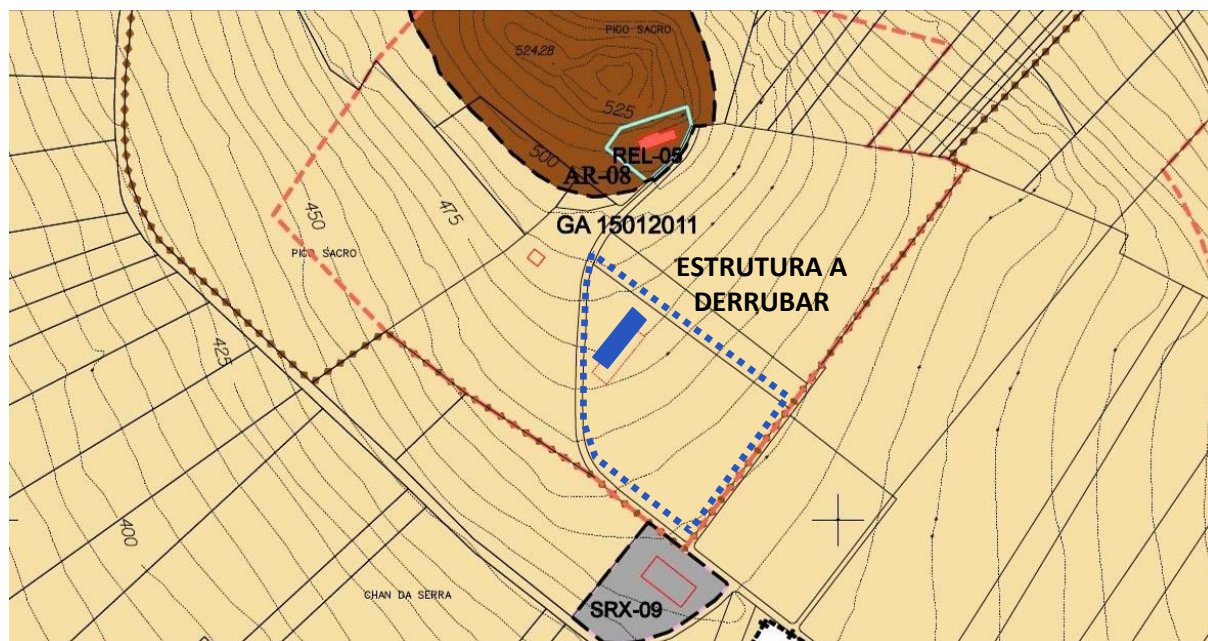 PICO SACRO
524.28
525
REL-05
500
AR-08
475
450
GA 15012011
PICO SACRO
ESTRUTURA A
DERRUBAR
425
400
CHAN DA SERRA
SRX-09